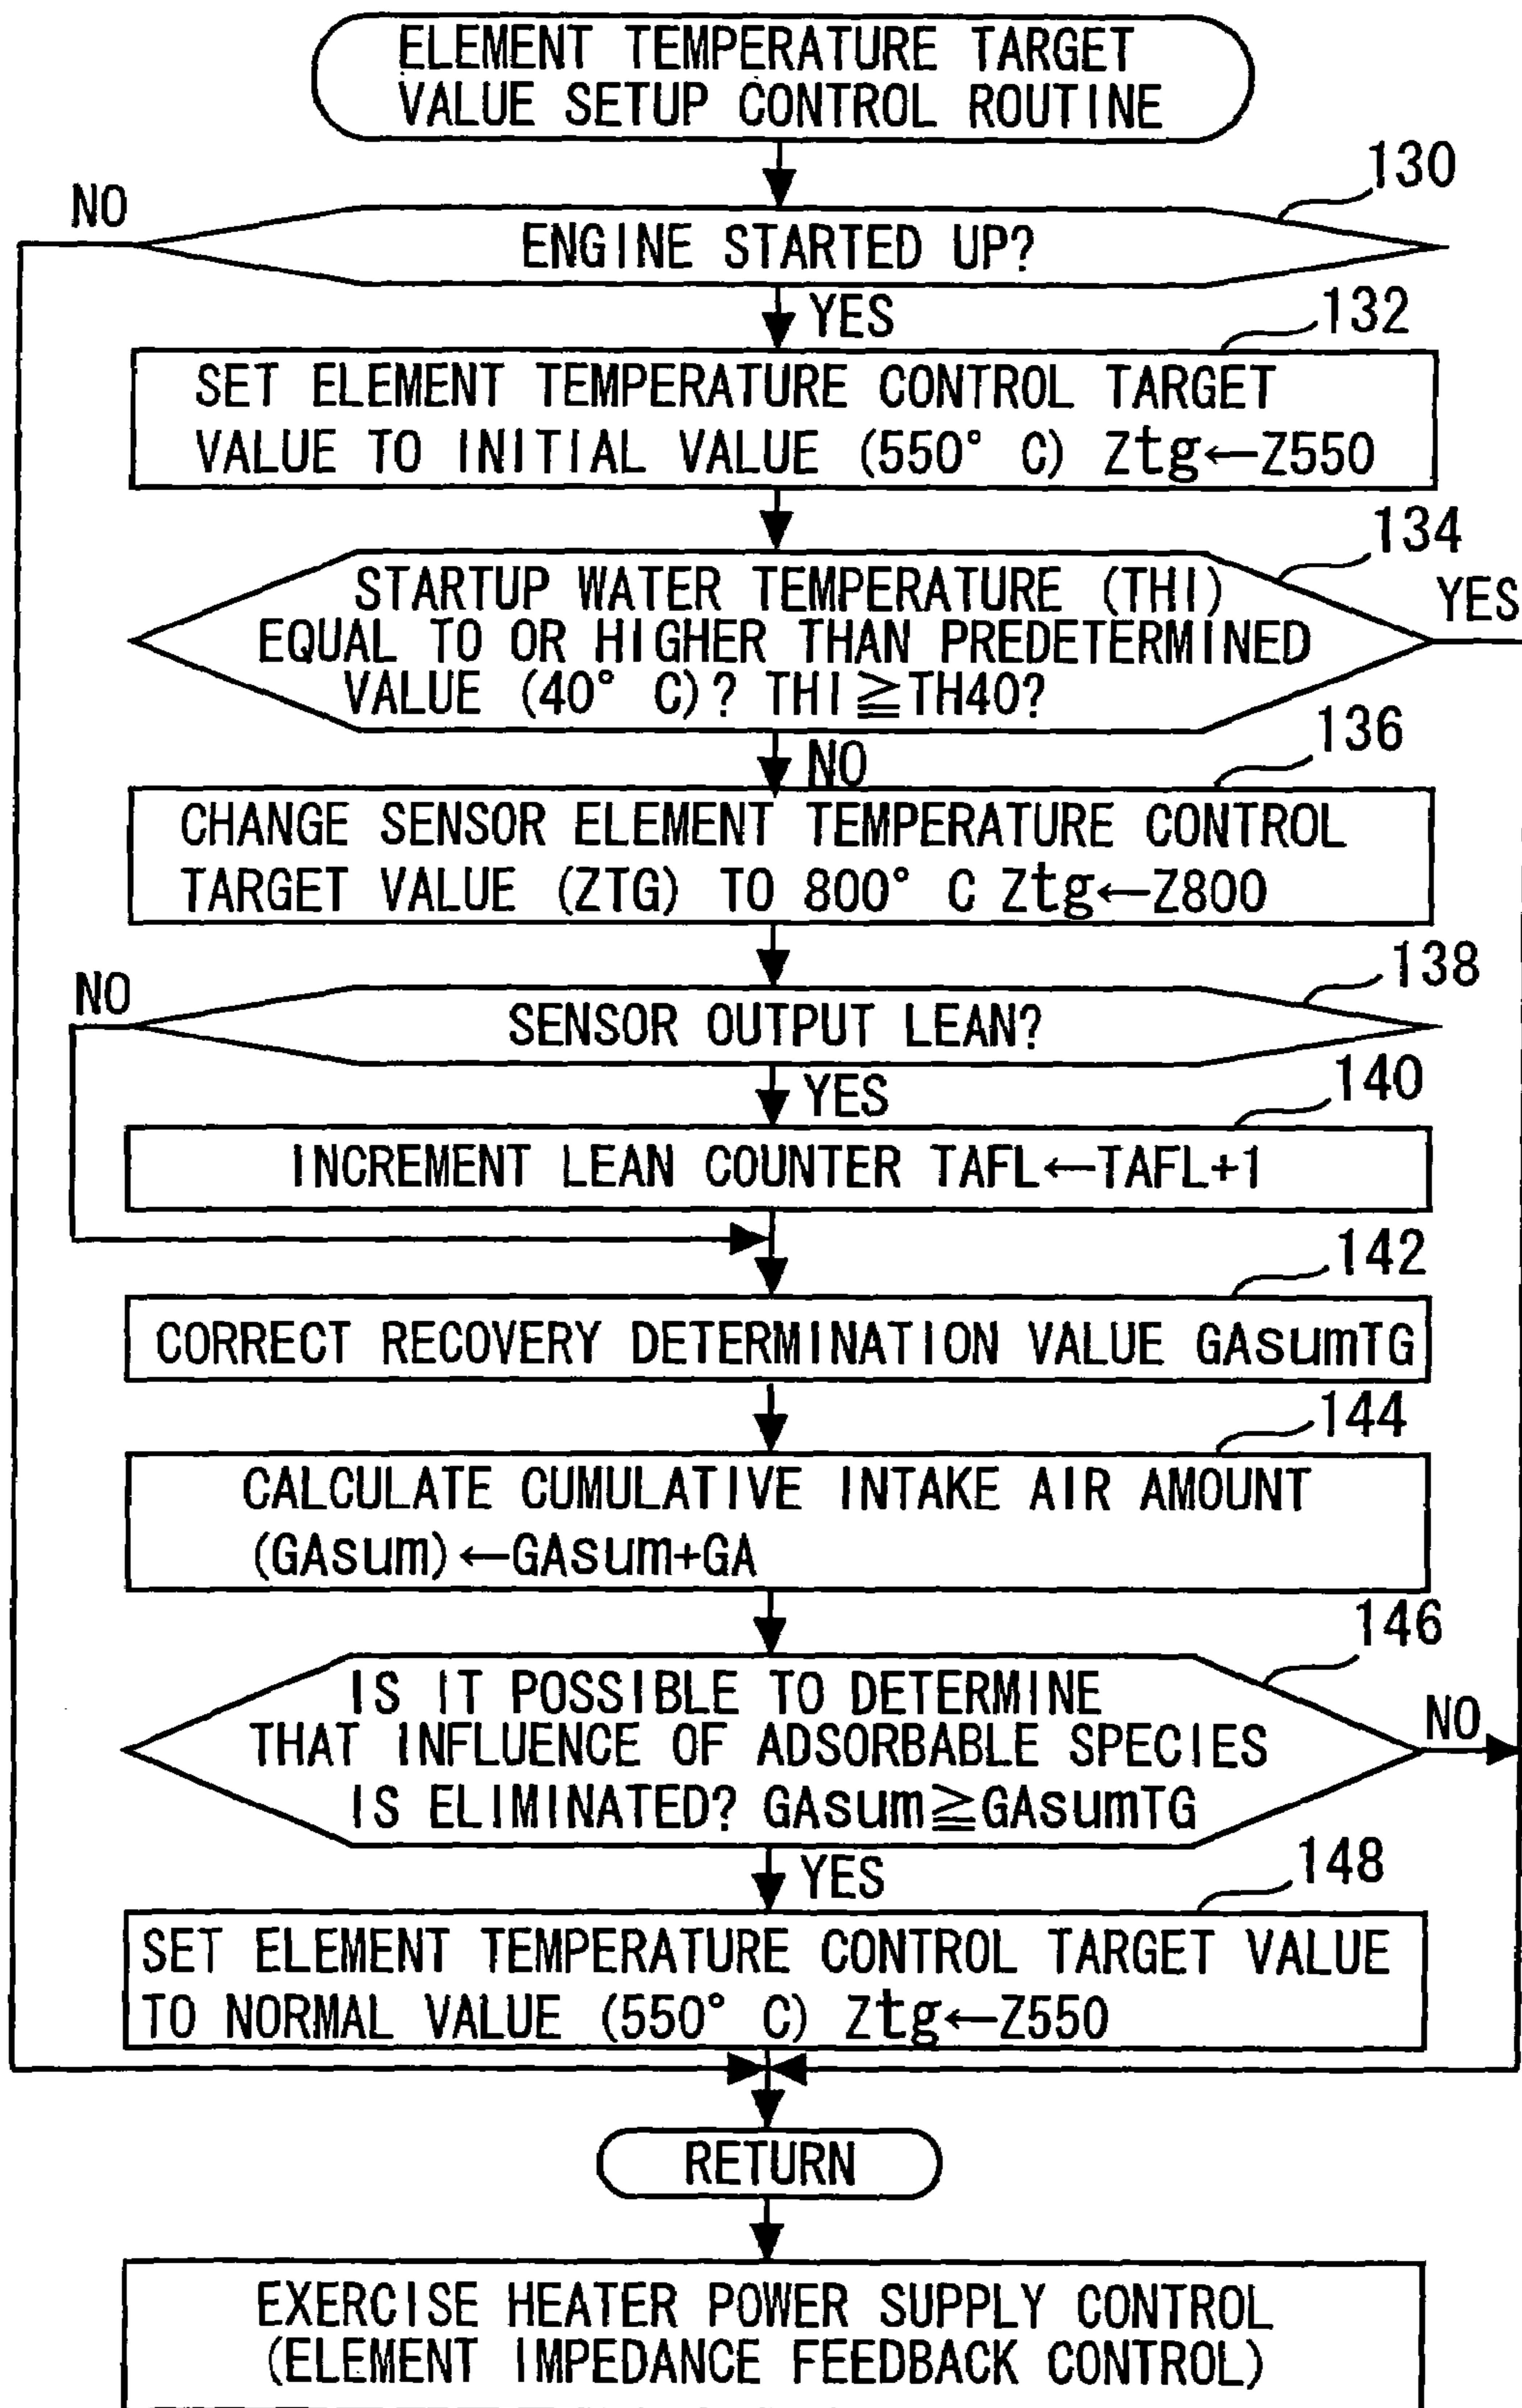 ELEMENT TEMPERATURE TARGET
VALUE SETUP CONTROL ROUTINE
130
NO
ENGINE STARTED UP?
YES
132
SET ELEMENT TEMPERATURE CONTROL TARGET
VALUE TO INITIAL VALUE (550° C) Ztg←Z550
134
YES
STARTUP WATER TEMPERATURE (THI)
EQUAL TO OR HIGHER THAN PREDETERMINED
VALUE (40° C)? THI≧TH40?
NO
136
CHANGE SENSOR ELEMENT TEMPERATURE CONTROL
TARGET VALUE (ZTG) TO 800° C Ztg←Z800
138
NO
SENSOR OUTPUT LEAN?
YES
140
INCREMENT LEAN COUNTER TAFL←TAFL+1
142
CORRECT RECOVERY DETERMINATION VALUE GAsumTG
144
CALCULATE CUMULATIVE INTAKE AIR AMOUNT
(GAsum)←GAsum+GA
146
IS IT POSSIBLE TO DETERMINE
THAT INFLUENCE OF ADSORBABLE SPECIES
IS ELIMINATED? GAsum≧GAsumTG
NO
YES
148
SET ELEMENT TEMPERATURE CONTROL TARGET VALUE
TO NORMAL VALUE (550° C) Ztg←Z550
RETURN
EXERCISE HEATER POWER SUPPLY CONTROL
(ELEMENT IMPEDANCE FEEDBACK CONTROL)